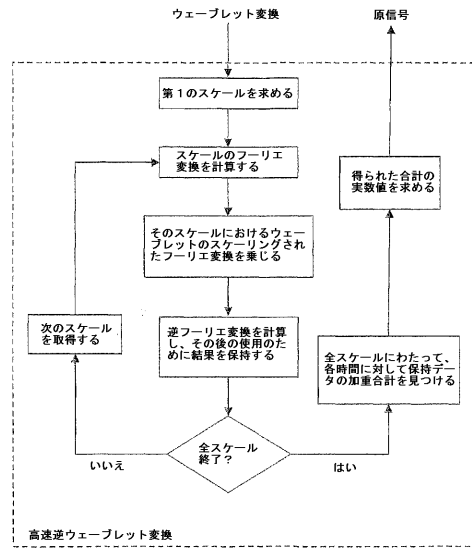 ウェーブレット変換
原信号
第1のスケールを求める
スケールのフーリエ
変換を計算する
得られた合計の
実数値を求める
そのスケールにおけるウェー
ブレットのスケーリングされ
たフーリエ変換を乗じる
次のスケール
を取得する
逆フーリエ変換を計算
し、その後の使用のた
めに結果を保持する
全スケールにわたって、
各時間に対して保持デー
タの加重合計を見つける
全スケール
終了？
いいえ
はい
高速逆ウェーブレット変換